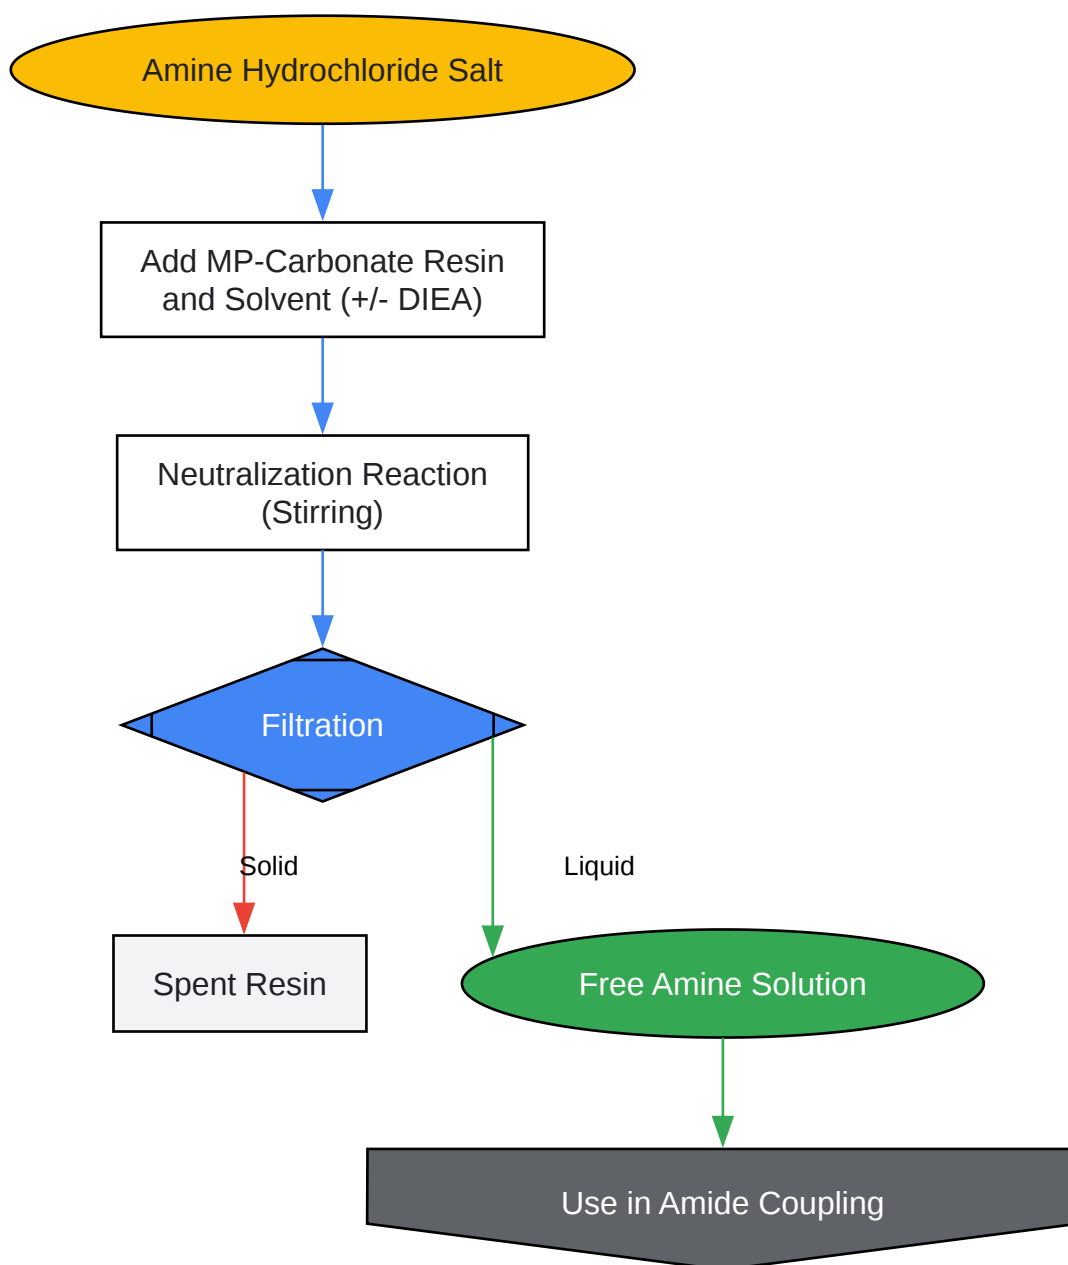 Amine Hydrochloride Salt
Add MP-Carbonate Resin
and Solvent (+/- DIEA)
Neutralization Reaction
(Stirring)
Filtration
Solid
Liquid
Spent Resin
Free Amine Solution
Use in Amide Coupling